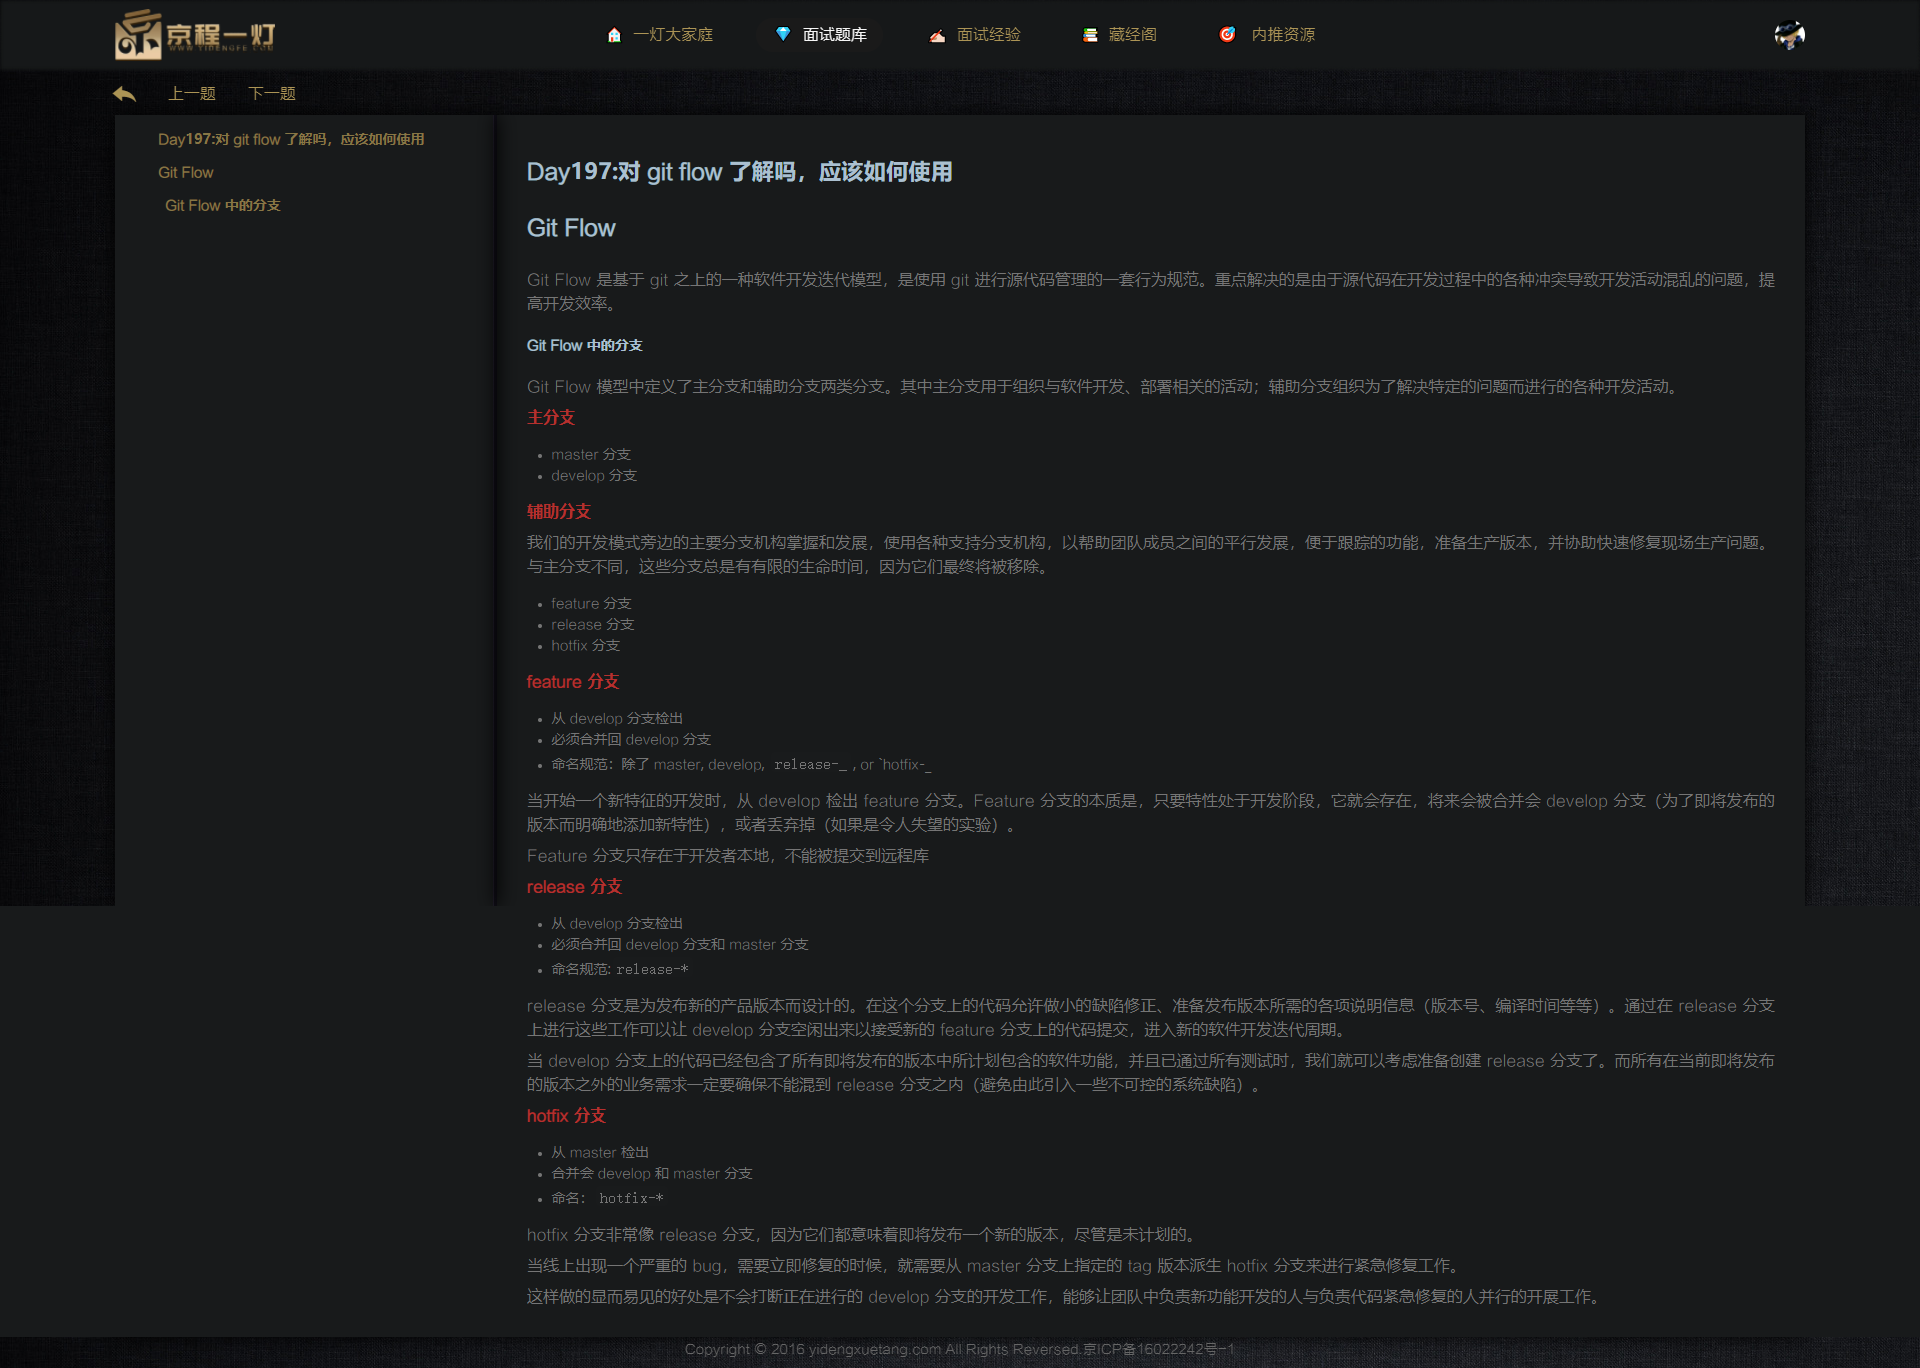 京程一灯
WWW.YIDENGFE.COM
一灯大家庭
面试题库
面试经验
藏经阁
内推资源
上一题
下一题
Day197:对 git flow 了解吗，应该如何使用
Git Flow
Git Flow 中的分支
Day197:对 git flow 了解吗，应该如何使用
Git Flow
Git Flow 是基于 git 之上的一种软件开发迭代模型，是使用 git 进行源代码管理的一套行为规范。重点解决的是由于源代码在开发过程中的各种冲突导致开发活动混乱的问题，提
高开发效率。
Git Flow 中的分支
Git Flow 模型中定义了主分支和辅助分支两类分支。其中主分支用于组织与软件开发、部署相关的活动；辅助分支组织为了解决特定的问题而进行的各种开发活动。
主分支
master 分支
develop 分支
辅助分支
我们的开发模式旁边的主要分支机构掌握和发展，使用各种支持分支机构，以帮助团队成员之间的平行发展，便于跟踪的功能，准备生产版本，并协助快速修复现场生产问题。
与主分支不同，这些分支总是有有限的生命时间，因为它们最终将被移除。
feature 分支
release 分支
hotfix 分支
feature 分支
从 develop 分支检出
必须合并回 develop 分支
命名规范：除了 master, develop, release-_ , or `hotfix-_
当开始一个新特征的开发时，从 develop 检出 feature 分支。Feature 分支的本质是，只要特性处于开发阶段，它就会存在，将来会被合并会 develop 分支（为了即将发布的
版本而明确地添加新特性），或者丢弃掉（如果是令人失望的实验）。
Feature 分支只存在于开发者本地，不能被提交到远程库
release 分支
从 develop 分支检出
必须合并回 develop 分支和 master 分支
命名规范: release-*
release 分支是为发布新的产品版本而设计的。在这个分支上的代码允许做小的缺陷修正、准备发布版本所需的各项说明信息（版本号、编译时间等等）。通过在 release 分支
上进行这些工作可以让 develop 分支空闲出来以接受新的 feature 分支上的代码提交，进入新的软件开发迭代周期。
当 develop 分支上的代码已经包含了所有即将发布的版本中所计划包含的软件功能，并且已通过所有测试时，我们就可以考虑准备创建 release 分支了。而所有在当前即将发布
的版本之外的业务需求一定要确保不能混到 release 分支之内（避免由此引入一些不可控的系统缺陷）。
hotfix 分支
从 master 检出
合并会 develop 和 master 分支
命名： hotfix-*
hotfix 分支非常像 release 分支，因为它们都意味着即将发布一个新的版本，尽管是未计划的。
当线上出现一个严重的 bug，需要立即修复的时候，就需要从 master 分支上指定的 tag 版本派生 hotfix 分支来进行紧急修复工作。
这样做的显而易见的好处是不会打断正在进行的 develop 分支的开发工作，能够让团队中负责新功能开发的人与负责代码紧急修复的人并行的开展工作。
Copyright © 2016 yidengxuetang.com All Rights Reversed.京ICP备16022242号-1